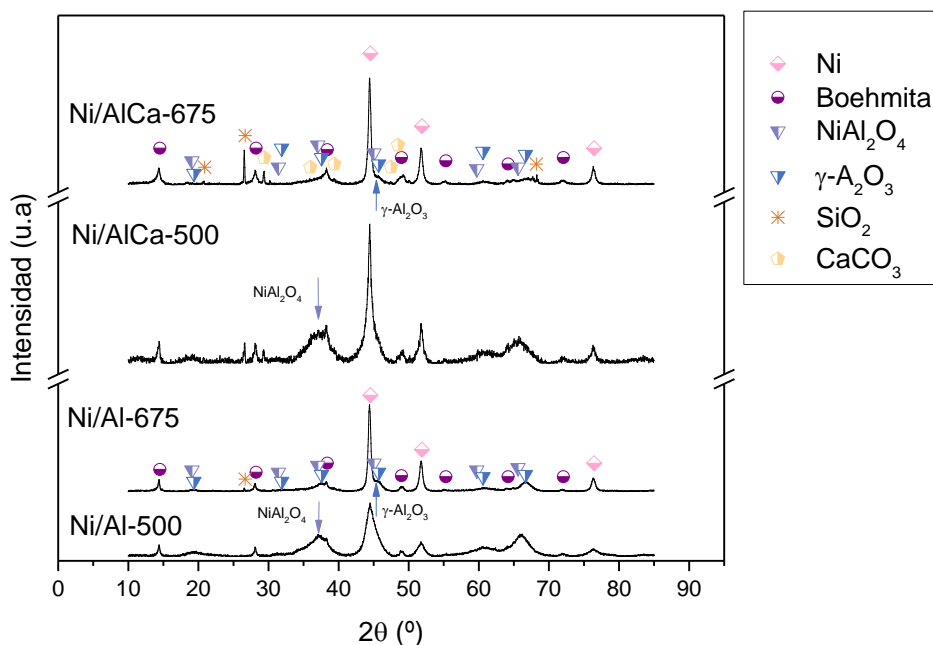 Ni/AlCa-675
γ-Al₂O₃
Ni/AlCa-500
NiAl₂O₄
Ni/Al-675
NiAl₂O₄
γ-Al₂O₃
Ni/Al-500
Intensidad (u.a)
0 10 20 30 40 50 60 70 80 90
2θ (º)
Ni
Boehmita
NiAl₂O₄
γ-A₂O₃
SiO₂
CaCO₃